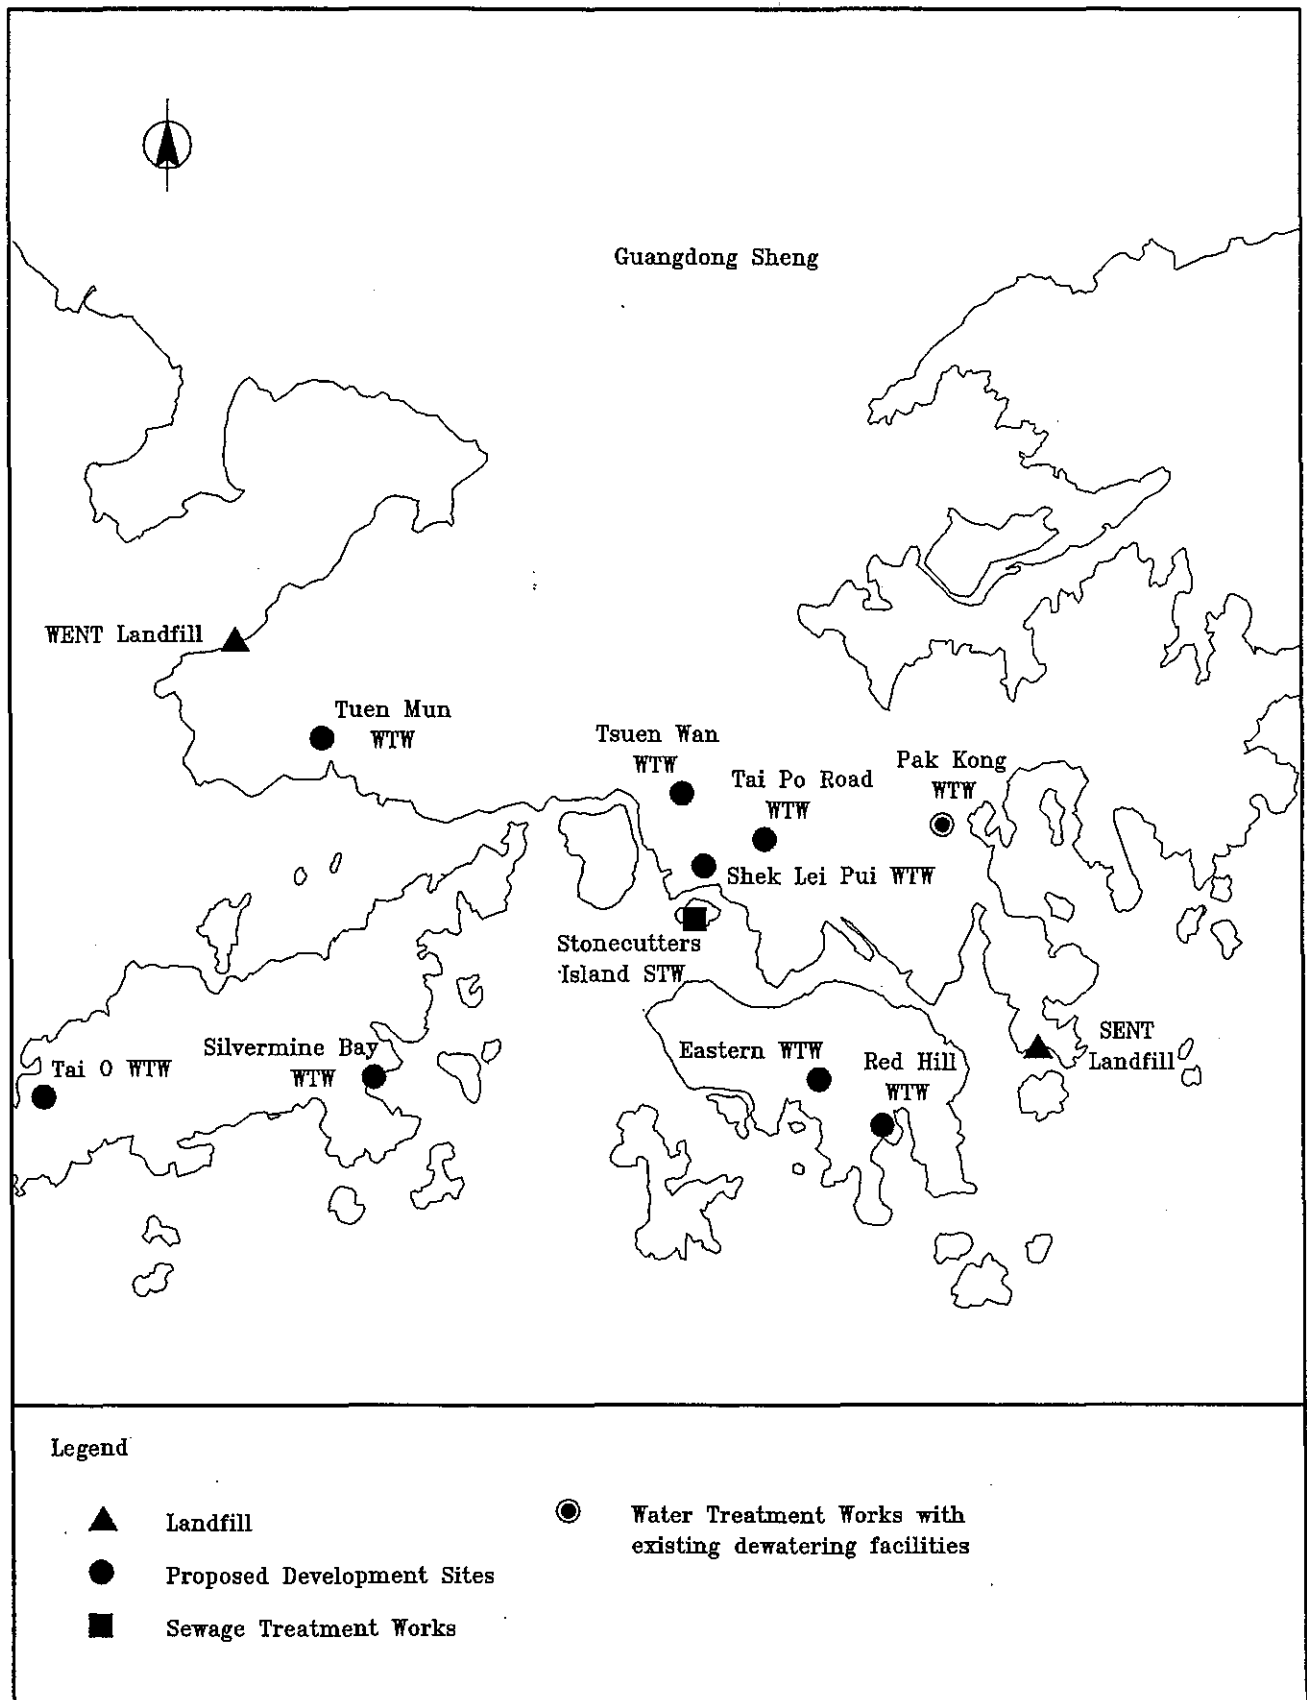 Guangdong Sheng
WENT Landfill
Tuen Mun
WTW
Tsuen Wan
WTW
Tai Po Road
WTW
Pak Kong
WTW
Shek Lei Pui WTW
Stonecutters
Island STW
Tai O WTW
Silvermine Bay
WTW
Eastern WTW
Red Hill
WTW
SENT
Landfill
Legend
Landfill
Proposed Development Sites
Sewage Treatment Works
Water Treatment Works with
existing dewatering facilities